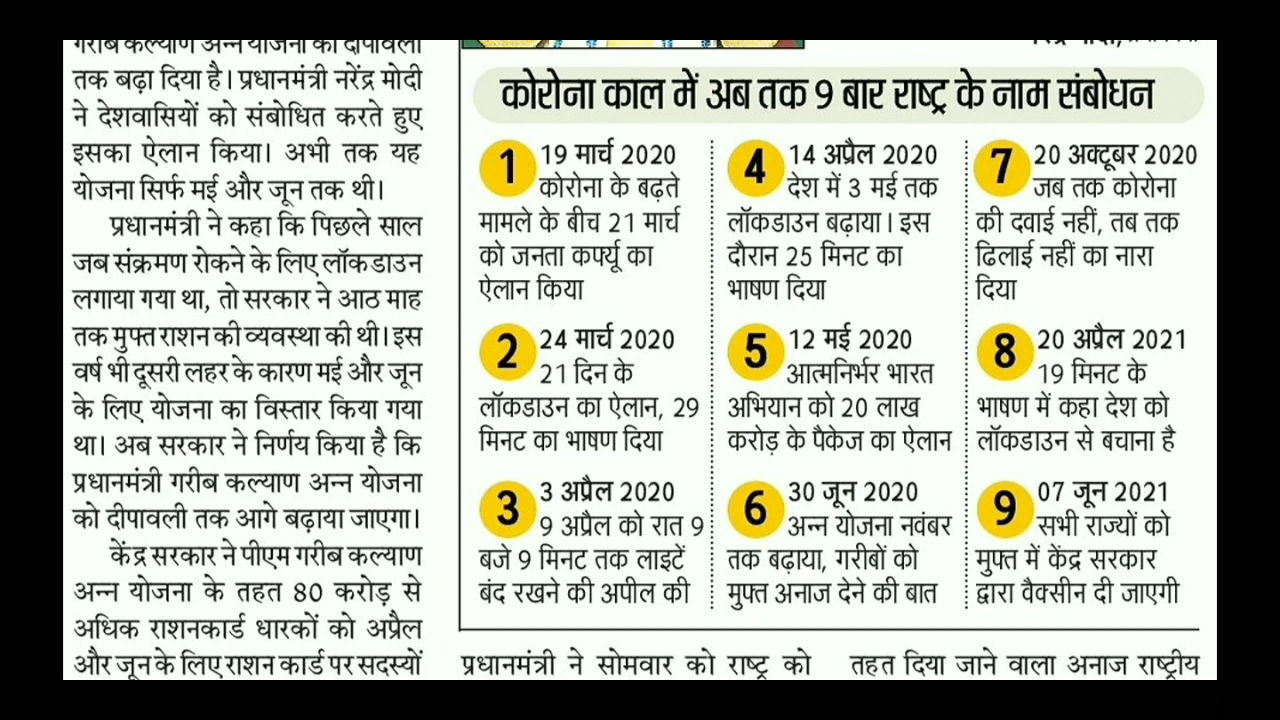 गरीब कल्याण अन्न योजना को दीपावली
तक बढ़ा दिया है। प्रधानमंत्री नरेंद्र मोदी
ने देशवासियों को संबोधित करते हुए
इसका ऐलान किया। अभी तक यह
योजना सिर्फ मई और जून तक थी।
प्रधानमंत्री ने कहा कि पिछले साल
जब संक्रमण रोकने के लिए लॉकडाउन
लगाया गया था, तो सरकार ने आठ माह
तक मुफ्त राशन की व्यवस्था की थी। इस
वर्ष भी दूसरी लहर के कारण मई और जून
के लिए योजना का विस्तार किया गया
था। अब सरकार ने निर्णय किया है कि
प्रधानमंत्री गरीब कल्याण अन्न योजना
को दीपावली तक आगे बढ़ाया जाएगा।
केंद्र सरकार ने पीएम गरीब कल्याण
अन्न योजना के तहत 80 करोड़ से
अधिक राशनकार्ड धारकों को अप्रैल
और जून के लिए राशन कार्ड पर सदस्यों
कोरोना काल में अब तक 9 बार राष्ट्र के नाम संबोधन
1 19 मार्च 2020
कोरोना के बढ़ते
मामले के बीच 21 मार्च
को जनता कर्फ्यू का
ऐलान किया
2 24 मार्च 2020
21 दिन के
लॉकडाउन का ऐलान, 29
मिनट का भाषण दिया
3 3 अप्रैल 2020
9 अप्रैल को रात 9
बजे 9 मिनट तक लाइटें
बंद रखने की अपील की
4 14 अप्रैल 2020
देश में 3 मई तक
लॉकडाउन बढ़ाया। इस
दौरान 25 मिनट का
भाषण दिया
5 12 मई 2020
आत्मनिर्भर भारत
अभियान को 20 लाख
करोड़ के पैकेज का ऐलान
6 30 जून 2020
अन्न योजना नवंबर
तक बढ़ाया, गरीबों को
मुफ्त अनाज देने की बात
7 20 अक्टूबर 2020
जब तक कोरोना
की दवाई नहीं, तब तक
ढिलाई नहीं का नारा
दिया
8 20 अप्रैल 2021
19 मिनट के
भाषण में कहा देश को
लॉकडाउन से बचाना है
9 07 जून 2021
सभी राज्यों को
मुफ्त में केंद्र सरकार
द्वारा वैक्सीन दी जाएगी
प्रधानमंत्री ने सोमवार को राष्ट्र को
तहत दिया जाने वाला अनाज राष्ट्रीय